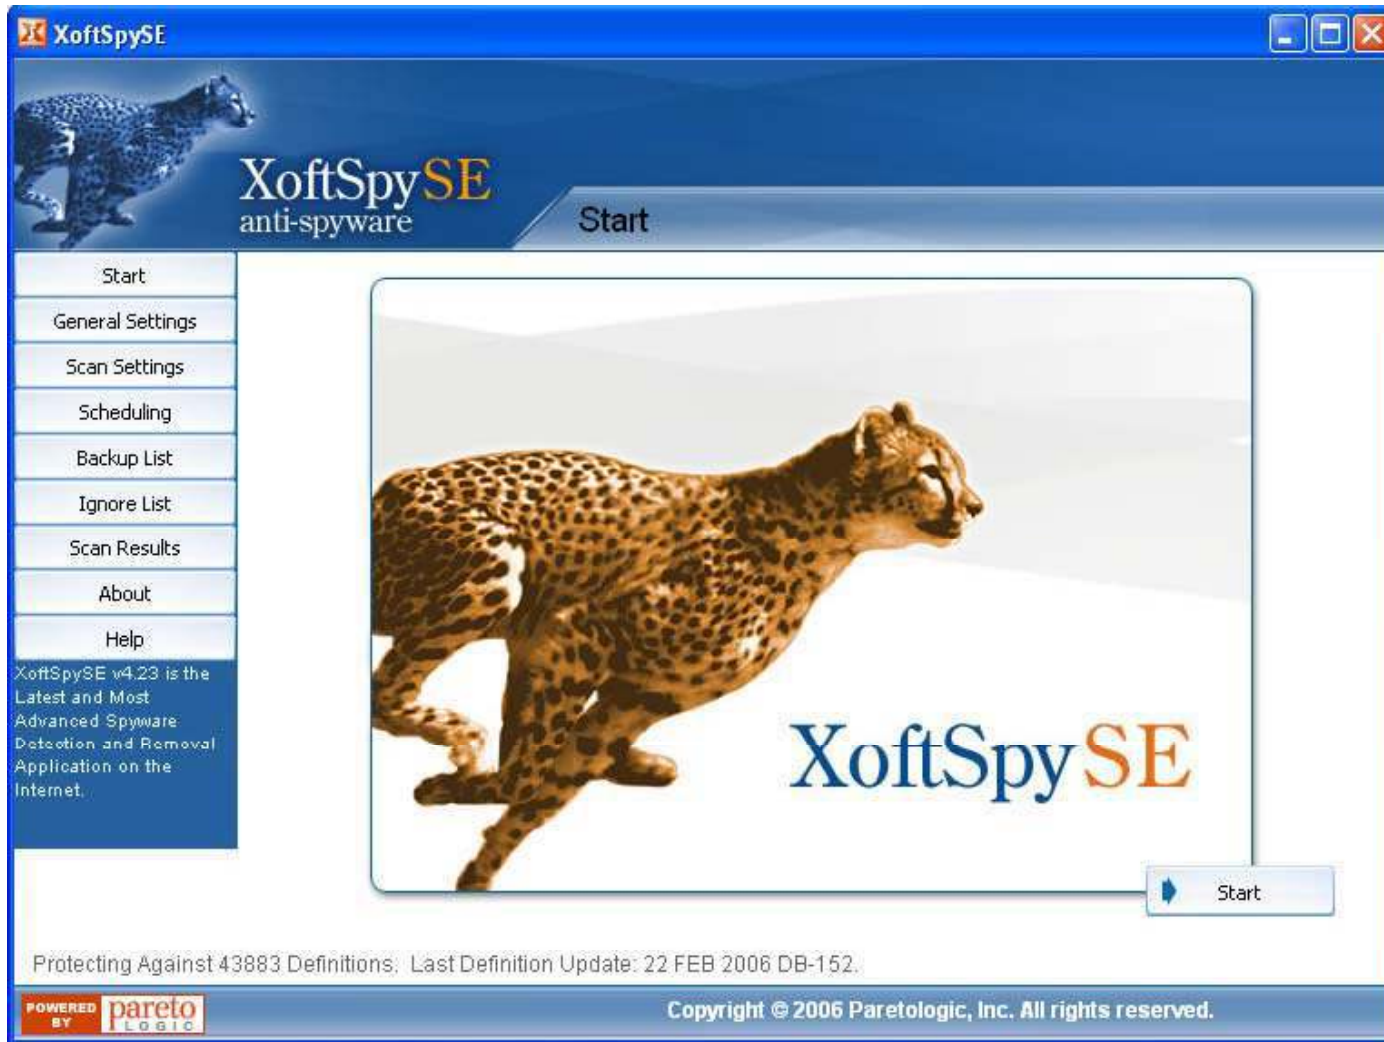 XoftSpySE
XoftSpySE
anti-spyware
Start
Start
General Settings
Scan Settings
Scheduling
Backup List
Ignore List
Scan Results
About
Help
XoftSpySE v4.23 is the
Latest and Most
Advanced Spyware
Detection and Removal
Application on the
Internet.
XoftSpySE
Start
Protecting Against 43883 Definitions. Last Definition Update: 22 FEB 2006 DB-152.
POWERED
BY
pareto
LOGIC
Copyright © 2006 Paretologic, Inc. All rights reserved.